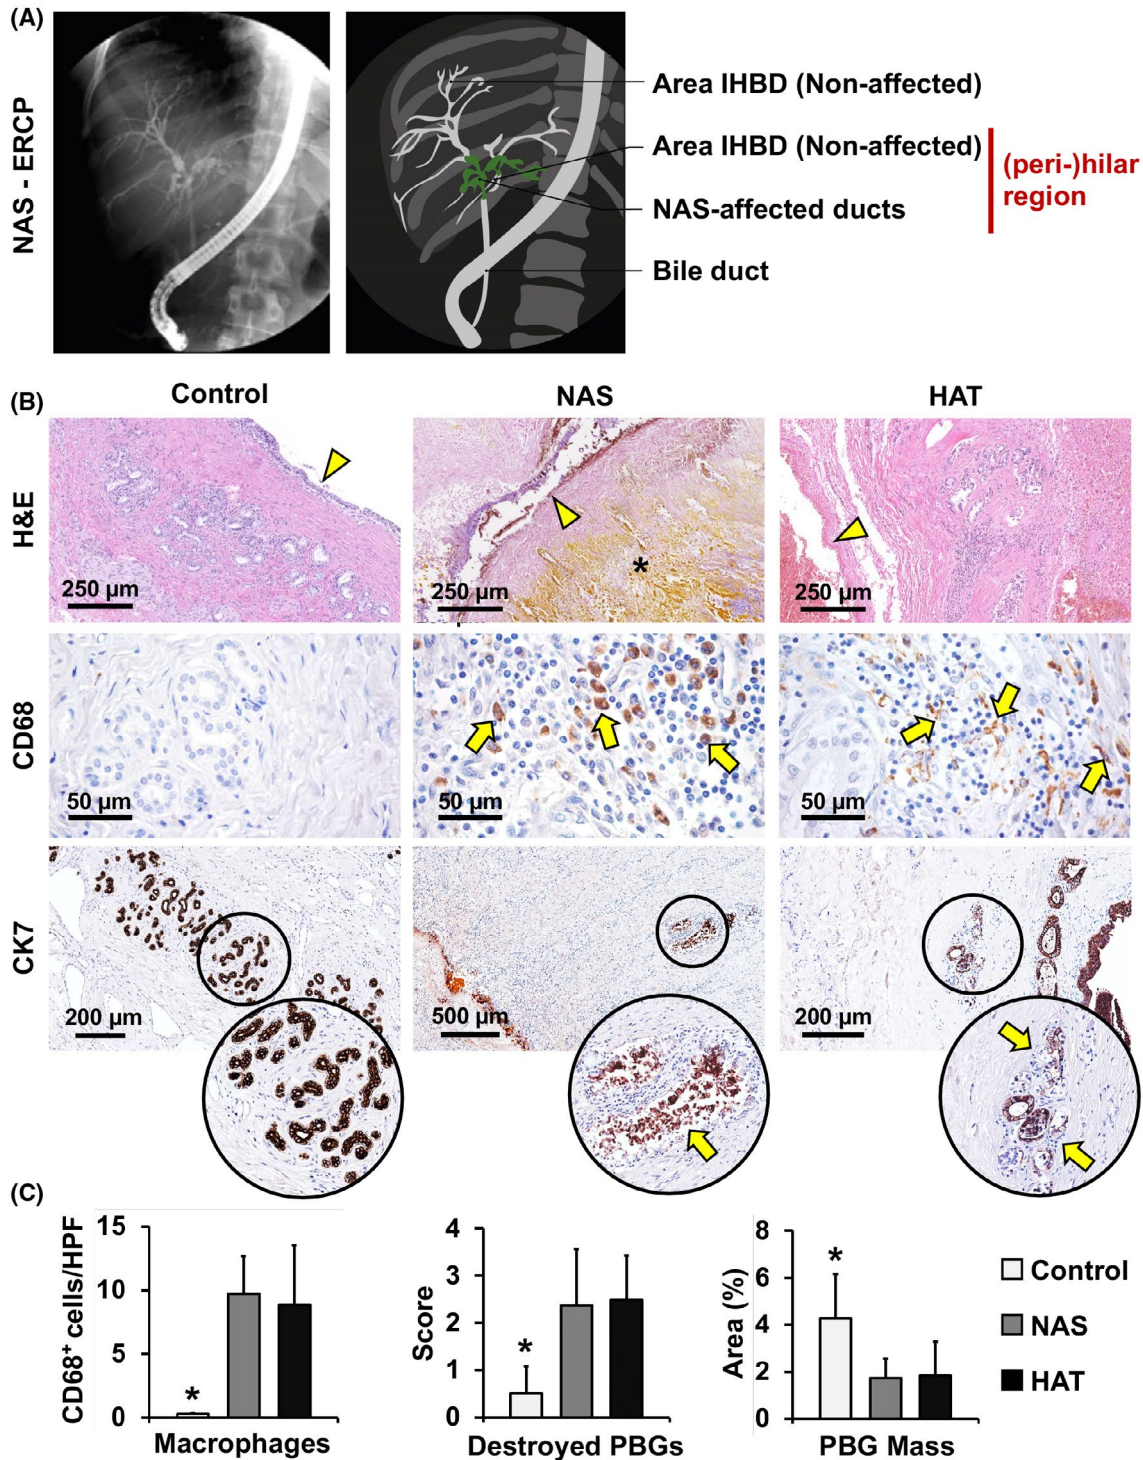 (A)
NAS - ERCP
Area IHBD (Non-affected)
Area IHBD (Non-affected)
(peri-)hilar
region
NAS-affected ducts
Bile duct
(B)
Control
NAS
HAT
H&E
250 µm
250 µm
*
250 µm
CD68
50 µm
50 µm
50 µm
CK7
200 µm
500 µm
200 µm
(C)
CD68+ cells/HPF
15
10
5
0
*
Macrophages
Score
4
3
2
1
0
*
Destroyed PBGs
Area (%)
8
6
4
2
0
*
PBG Mass
Control
NAS
HAT